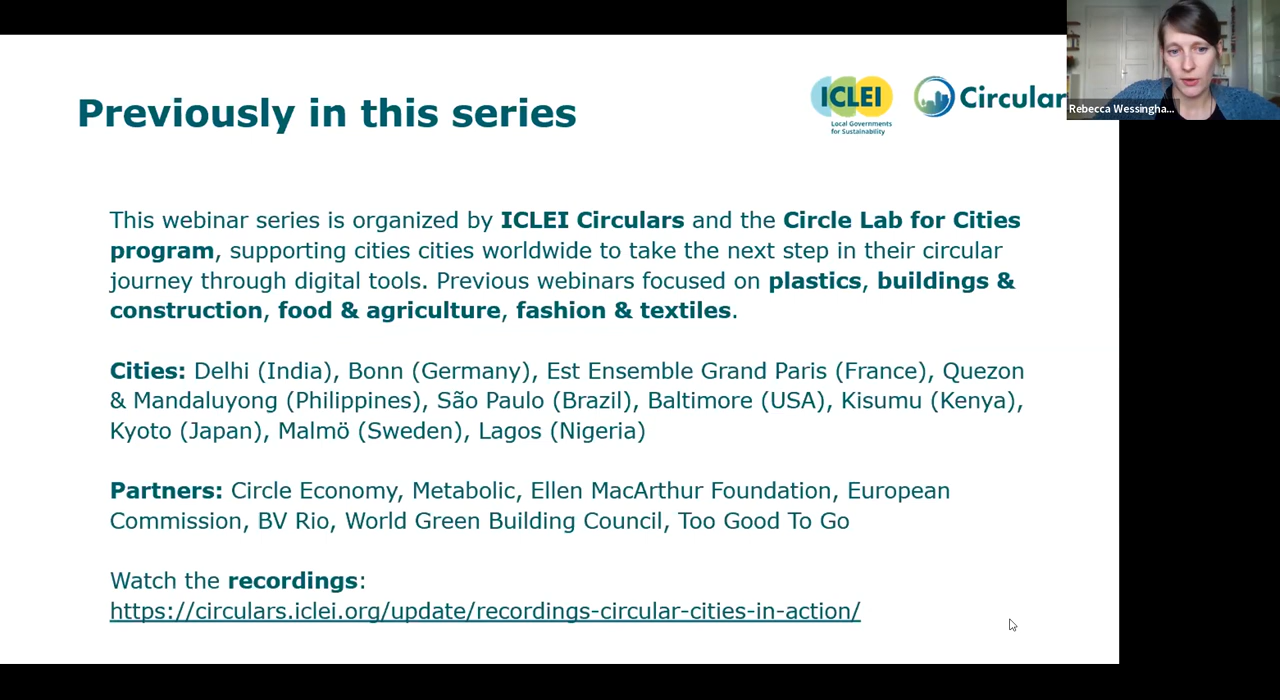 Previously in this series
ICLEI
Local Governments
for Sustainability
Circular
Rebecca Wessingha...
This webinar series is organized by ICLEI Circulars and the Circle Lab for Cities
program, supporting cities cities worldwide to take the next step in their circular
journey through digital tools. Previous webinars focused on plastics, buildings &
construction, food & agriculture, fashion & textiles.
Cities: Delhi (India), Bonn (Germany), Est Ensemble Grand Paris (France), Quezon
& Mandaluyong (Philippines), São Paulo (Brazil), Baltimore (USA), Kisumu (Kenya),
Kyoto (Japan), Malmö (Sweden), Lagos (Nigeria)
Partners: Circle Economy, Metabolic, Ellen MacArthur Foundation, European
Commission, BV Rio, World Green Building Council, Too Good To Go
Watch the recordings:
https://circulars.iclei.org/update/recordings-circular-cities-in-action/